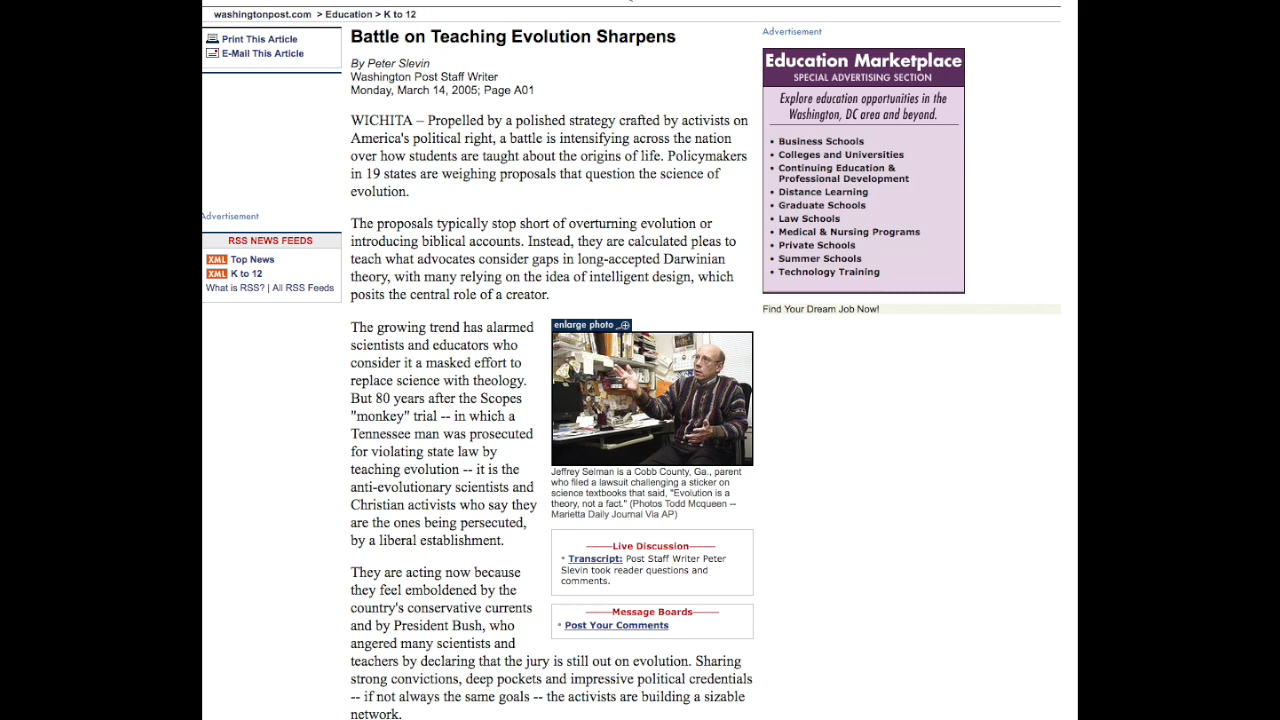 washingtonpost.com > Education > K to 12
Print This Article
E-Mail This Article
Advertisement
RSS NEWS FEEDS
XML Top News
XML K to 12
What is RSS? | All RSS Feeds
Battle on Teaching Evolution Sharpens
By Peter Slevin
Washington Post Staff Writer
Monday, March 14, 2005; Page A01
WICHITA – Propelled by a polished strategy crafted by activists on
America's political right, a battle is intensifying across the nation
over how students are taught about the origins of life. Policymakers
in 19 states are weighing proposals that question the science of
evolution.
The proposals typically stop short of overturning evolution or
introducing biblical accounts. Instead, they are calculated pleas to
teach what advocates consider gaps in long-accepted Darwinian
theory, with many relying on the idea of intelligent design, which
posits the central role of a creator.
The growing trend has alarmed
scientists and educators who
consider it a masked effort to
replace science with theology.
But 80 years after the Scopes
"monkey" trial -- in which a
Tennessee man was prosecuted
for violating state law by
teaching evolution -- it is the
anti-evolutionary scientists and
Christian activists who say they
are the ones being persecuted,
by a liberal establishment.
They are acting now because
they feel emboldened by the
country's conservative currents
and by President Bush, who
angered many scientists and
teachers by declaring that the jury is still out on evolution. Sharing
strong convictions, deep pockets and impressive political credentials
-- if not always the same goals -- the activists are building a sizable
network.
enlarge photo
Jeffrey Selman is a Cobb County, Ga., parent
who filed a lawsuit challenging a sticker on
science textbooks that said, "Evolution is a
theory, not a fact." (Photos Todd Mcqueen --
Marietta Daily Journal Via AP)
Live Discussion
• Transcript: Post Staff Writer Peter
Slevin took reader questions and
comments.
Message Boards
• Post Your Comments
Advertisement
Education Marketplace
SPECIAL ADVERTISING SECTION
Explore education opportunities in the
Washington, DC area and beyond.
• Business Schools
• Colleges and Universities
• Continuing Education &
Professional Development
• Distance Learning
• Graduate Schools
• Law Schools
• Medical & Nursing Programs
• Private Schools
• Summer Schools
• Technology Training
Find Your Dream Job Now!